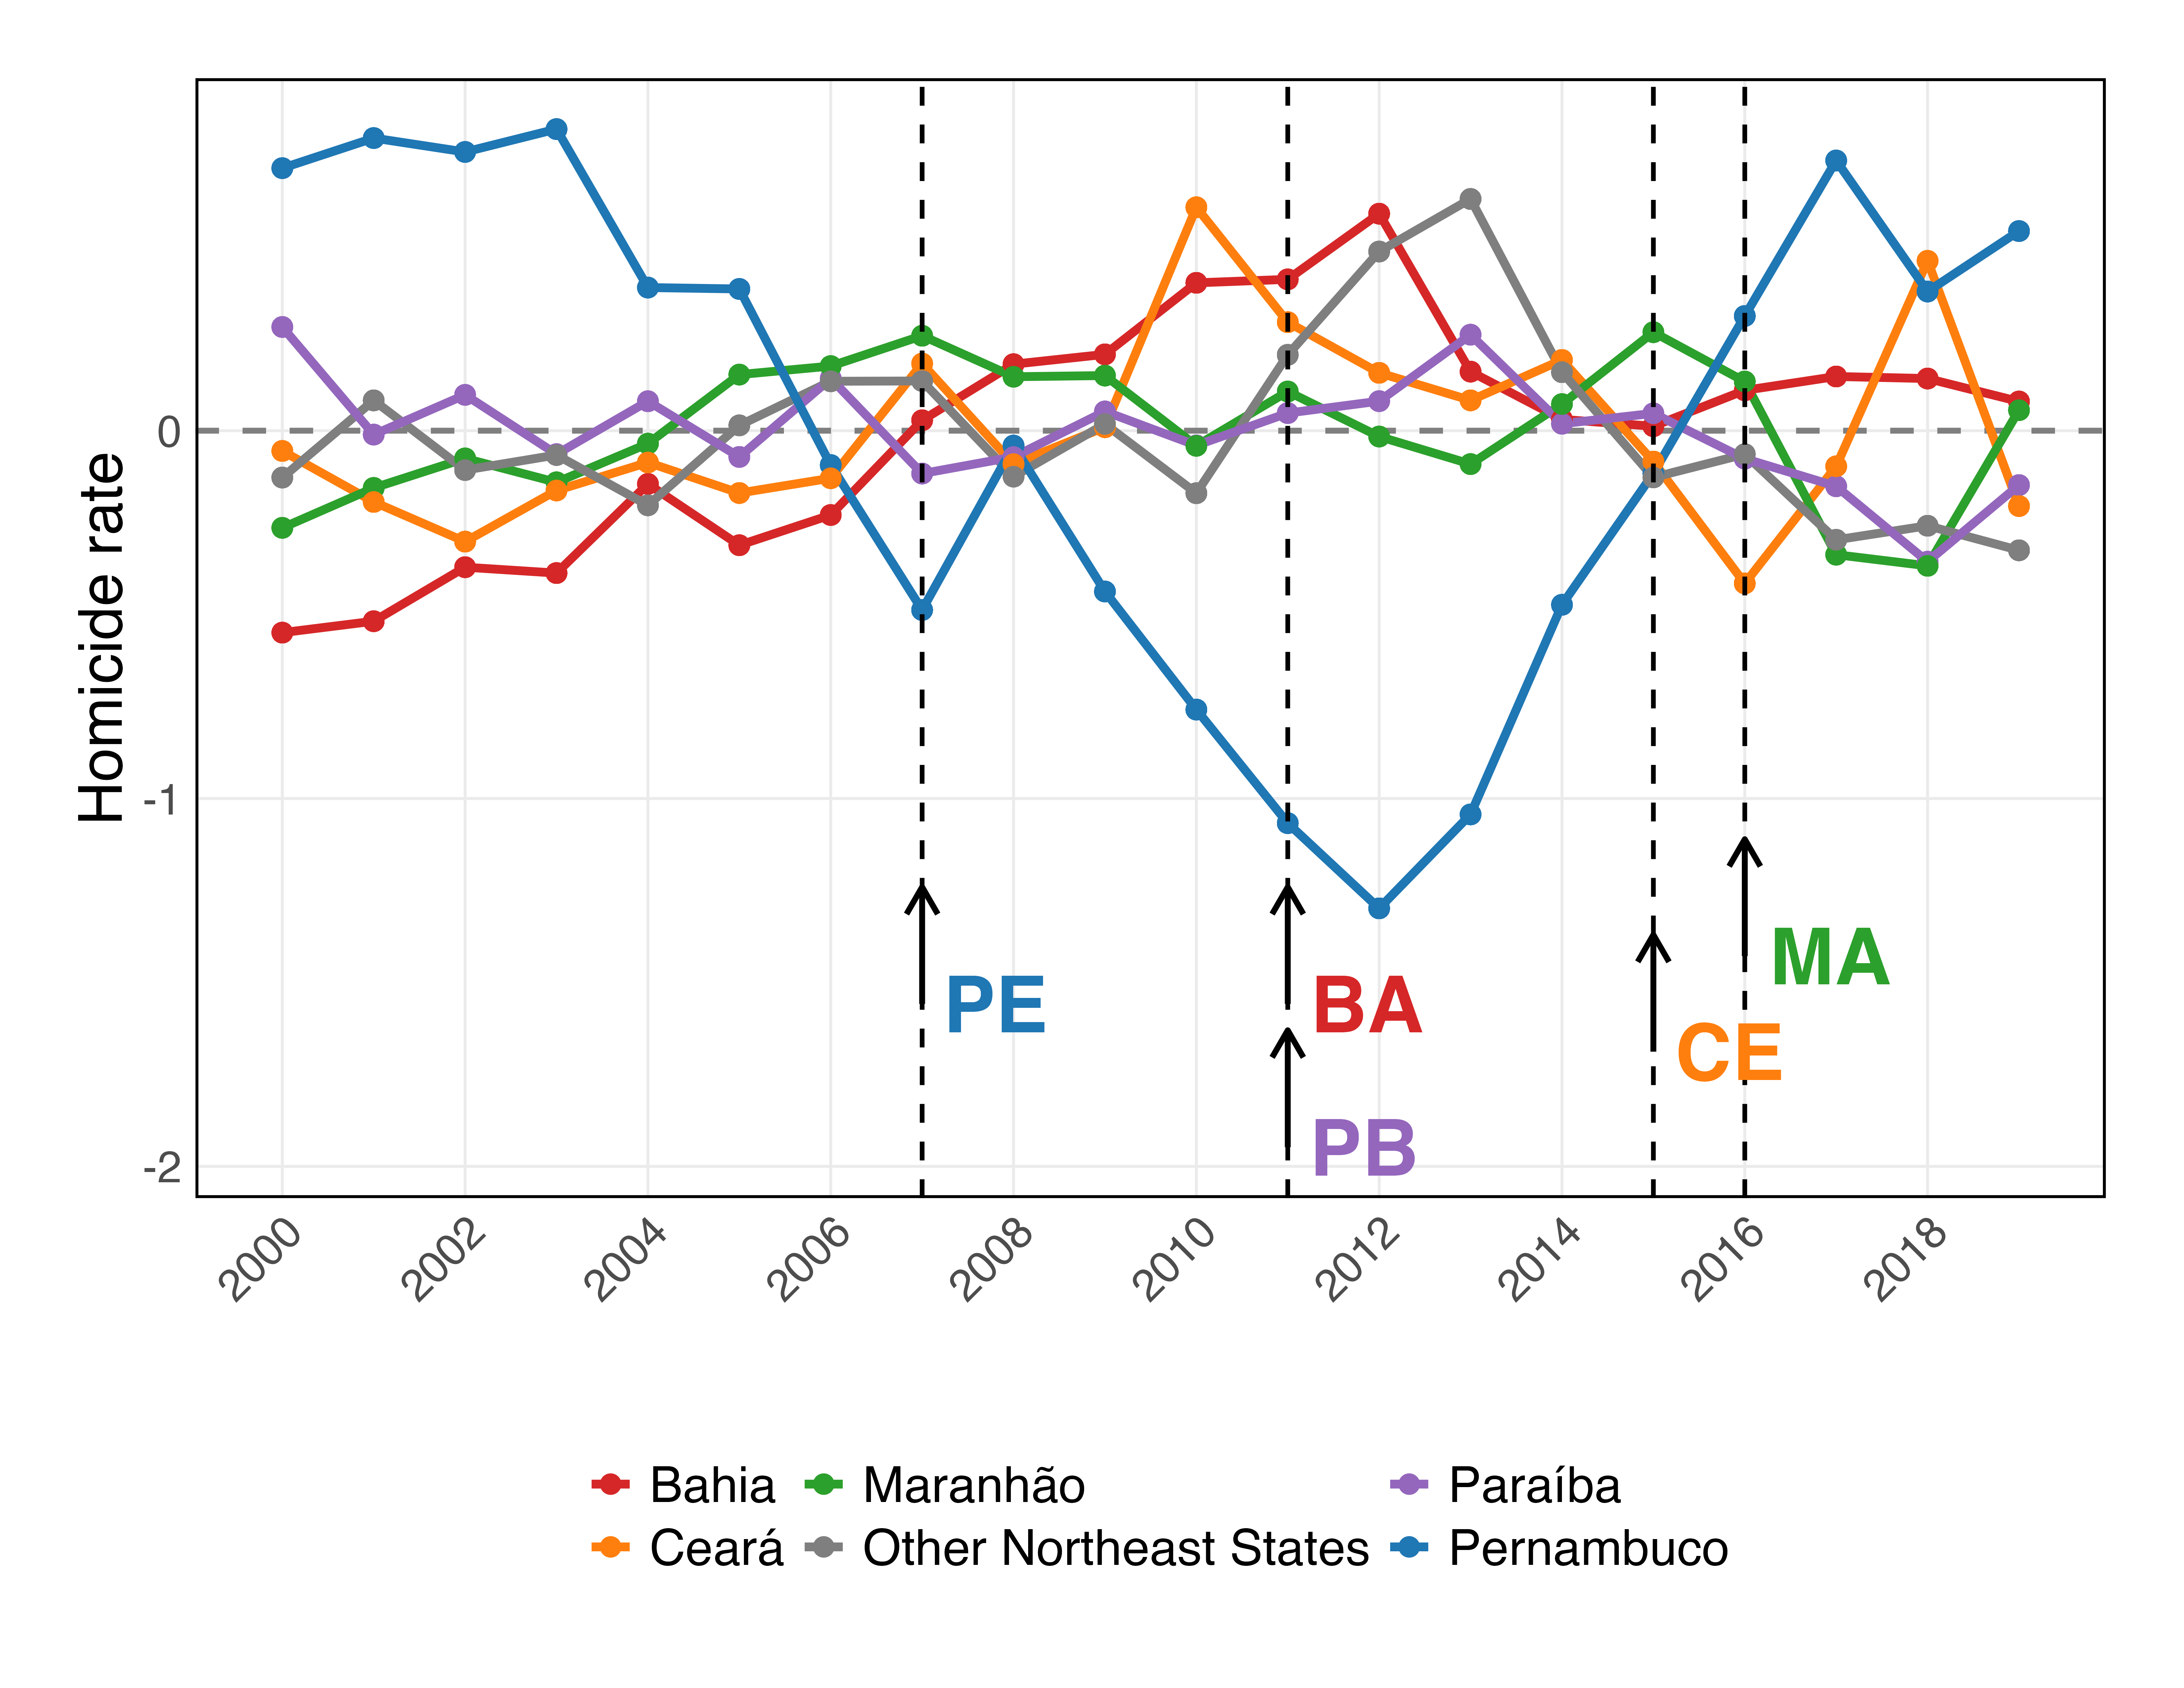 Homicide rate
0
-1
-2
PE
BA
PB
CE
MA
2000 2002 2004 2006 2008 2010 2012 2014 2016 2018
Bahia Maranhão Paraíba
Ceará Other Northeast States Pernambuco